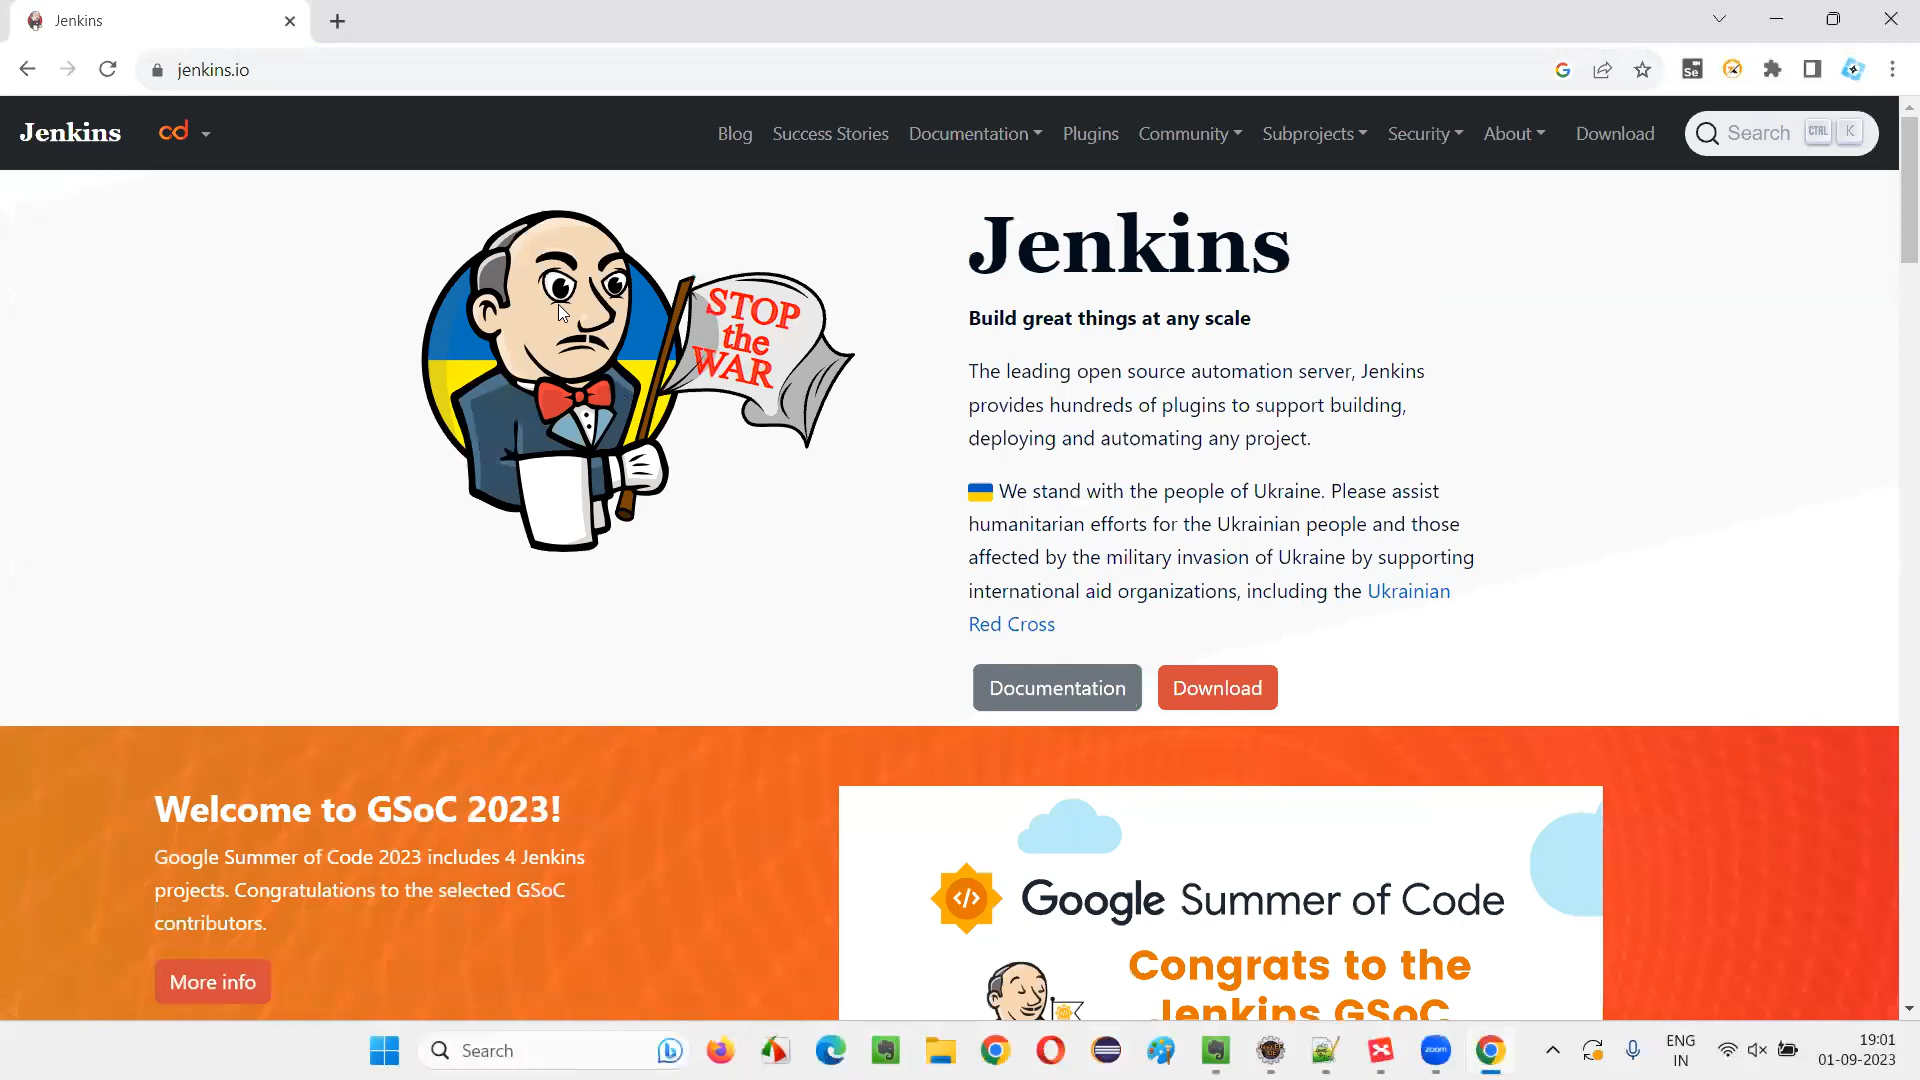 Jenkins
jenkins.io
Se
Jenkins
cd
Blog Success Stories Documentation Plugins Community Subprojects Security About Download Search CTRL K
STOP
the
WAR
Jenkins
Build great things at any scale
The leading open source automation server, Jenkins
provides hundreds of plugins to support building,
deploying and automating any project.
We stand with the people of Ukraine. Please assist
humanitarian efforts for the Ukrainian people and those
affected by the military invasion of Ukraine by supporting
international aid organizations, including the Ukrainian
Red Cross
Documentation Download
Welcome to GSoC 2023!
Google Summer of Code 2023 includes 4 Jenkins
projects. Congratulations to the selected GSoC
contributors.
More info
</> Google Summer of Code
Congrats to the
Jenkins GSoC
Search
zoom
ENG
IN
19:01
01-09-2023